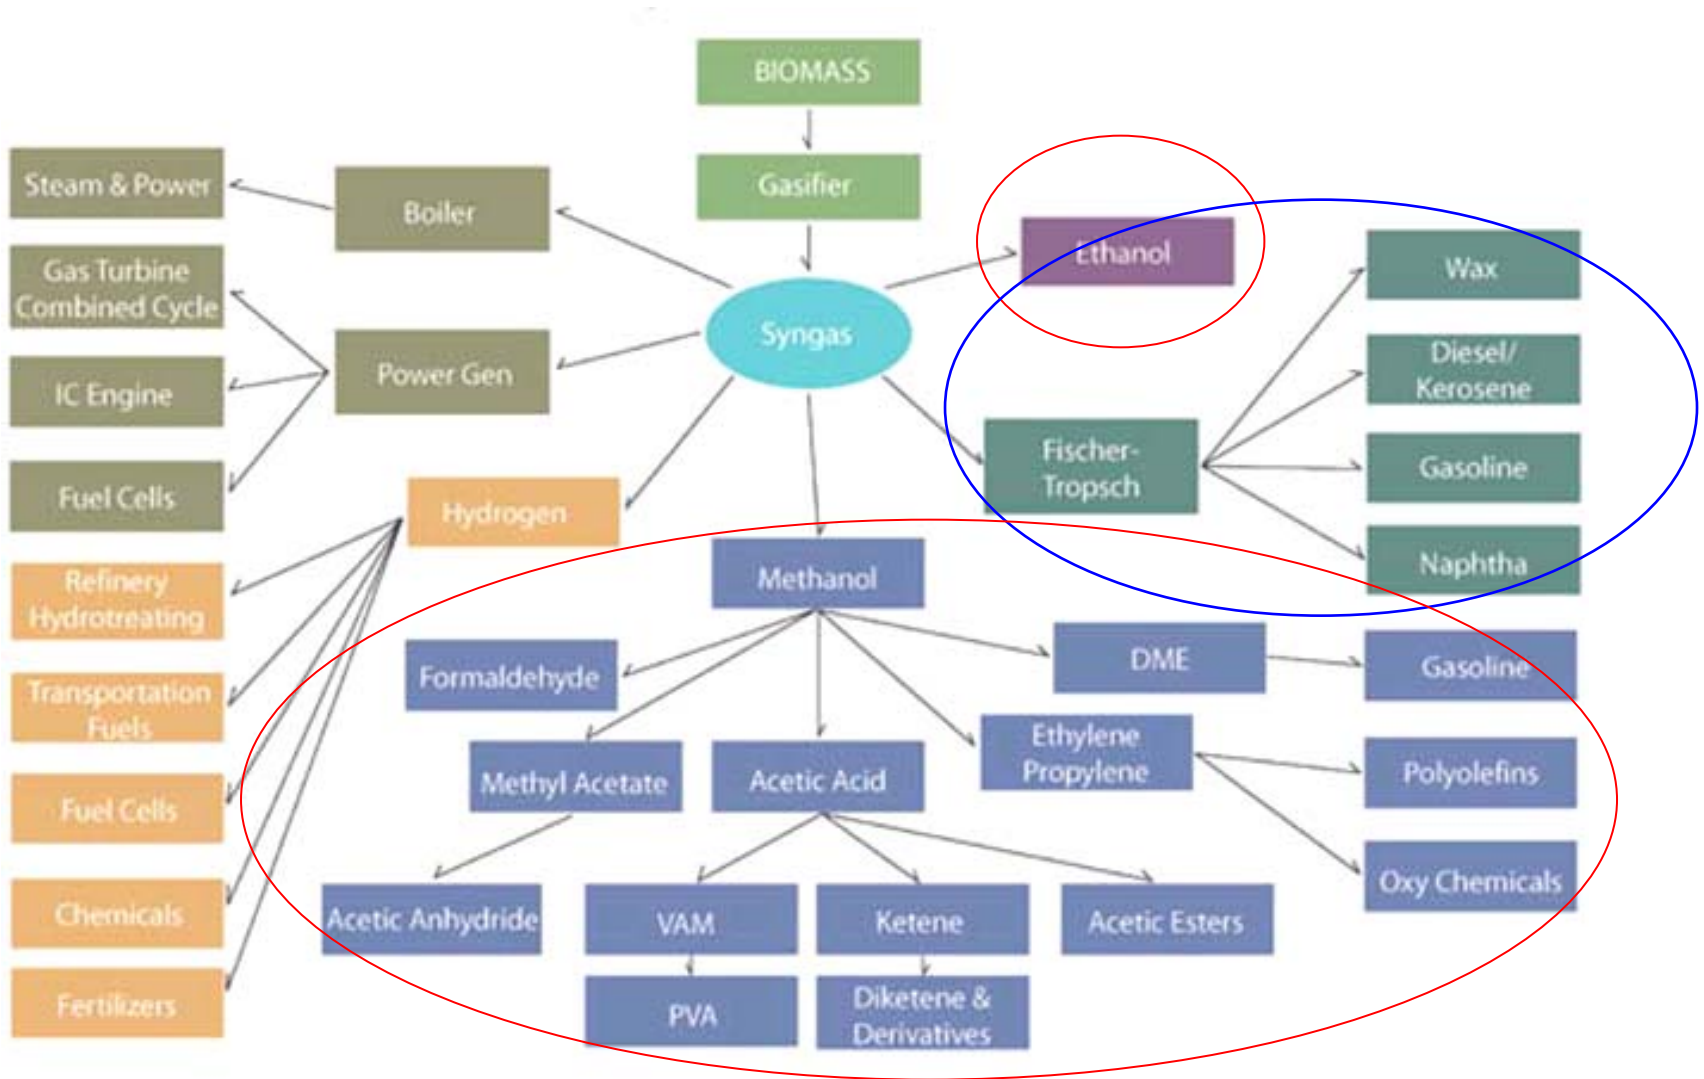 BIOMASS
Gasifier
Syngas
Steam & Power
Boiler
Gas Turbine
Combined Cycle
Power Gen
IC Engine
Fuel Cells
Hydrogen
Refinery
Hydrotreating
Transportation
Fuels
Fuel Cells
Chemicals
Fertilizers
Ethanol
Fischer-
Tropsch
Wax
Diesel/
Kerosene
Gasoline
Naphtha
Methanol
Formaldehyde
DME
Gasoline
Methyl Acetate
Acetic Acid
Ethylene
Propylene
Polyolefins
Oxy Chemicals
Acetic Anhydride
VAM
Ketene
Acetic Esters
PVA
Diketene &
Derivatives